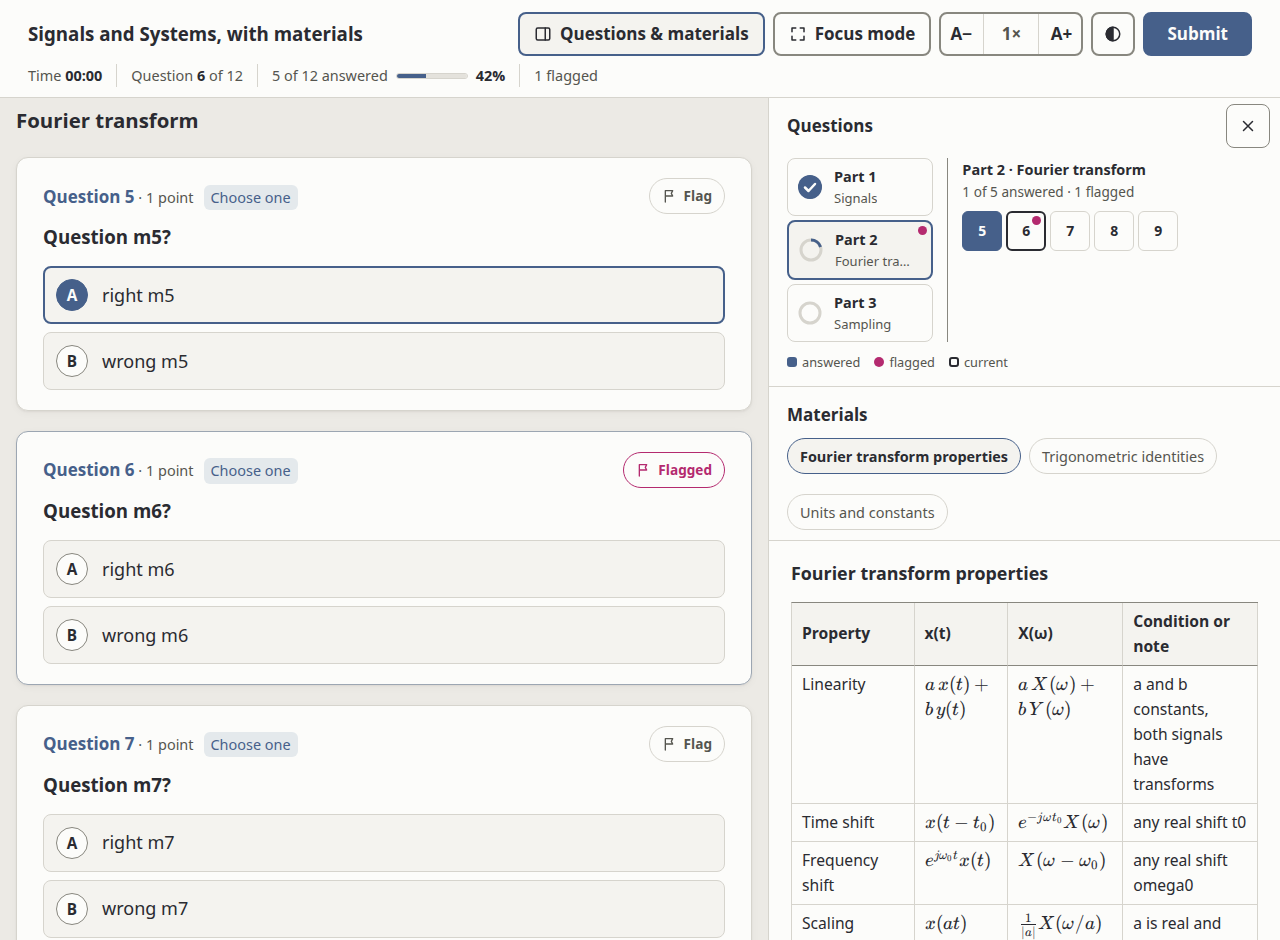 Signals and Systems, with materials
Questions & materials
Focus mode
A−
1×
A+
Submit
Time 00:00
Question 6 of 12
5 of 12 answered
42%
1 flagged
Fourier transform
Question 5 · 1 point
Choose one
Flag
Question m5?
A
right m5
B
wrong m5
Question 6 · 1 point
Choose one
Flagged
Question m6?
A
right m6
B
wrong m6
Question 7 · 1 point
Choose one
Flag
Question m7?
A
right m7
B
wrong m7
Questions
Part 1
Signals
Part 2
Fourier tra...
Part 3
Sampling
Part 2 · Fourier transform
1 of 5 answered · 1 flagged
5 6 7 8 9
answered flagged current
Materials
Fourier transform properties
Trigonometric identities
Units and constants
Fourier transform properties
Property x(t) X(ω) Condition or note
Linearity a x(t) + b y(t) a X(ω) + b Y(ω) a and b constants, both signals have transforms
Time shift x(t − t₀) e^{−jωt₀} X(ω) any real shift t0
Frequency shift e^{jω₀t} x(t) X(ω − ω₀) any real shift omega0
Scaling x(at) 1/|a| X(ω/a) a is real and